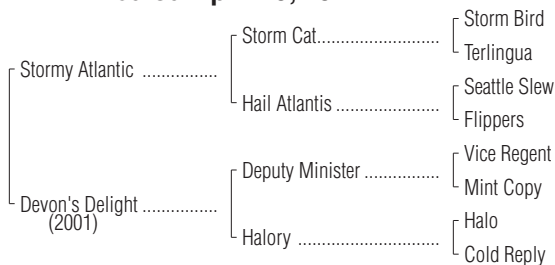 Storm Bird
Storm Cat..............................
Terlingua
Stormy Atlantic ................
Seattle Slew
Hail Atlantis .........................
Flippers
Vice Regent
Deputy Minister ..................
Mint Copy
Devon's Delight ................
(2001)
Halo
Halory .................................
Cold Reply